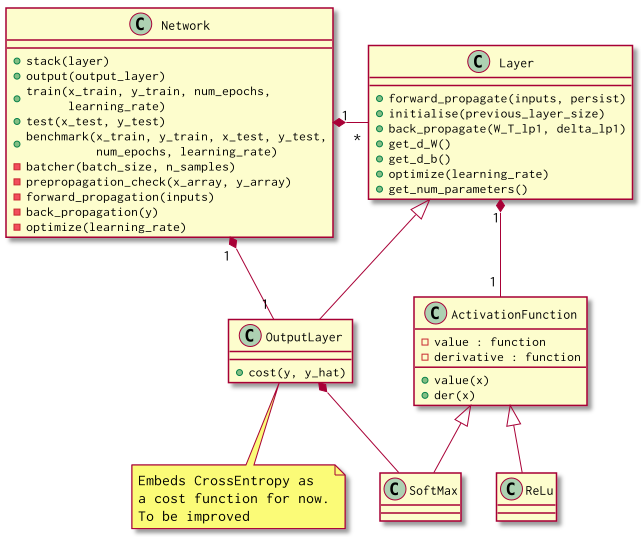 C Network
stack(layer)
output(output_layer)
train(x_train, y_train, num_epochs,
learning_rate)
test(x_test, y_test)
benchmark(x_train, y_train, x_test, y_test,
num_epochs, learning_rate)
batcher(batch_size, n_samples)
prepropagation_check(x_array, y_array)
forward_propagation(inputs)
back_propagation(y)
optimize(learning_rate)
1
*
C Layer
forward_propagate(inputs, persist)
initialise(previous_layer_size)
back_propagate(W_T_lp1, delta_lp1)
get_d_W()
get_d_b()
optimize(learning_rate)
get_num_parameters()
1
1
1
1
C OutputLayer
cost(y, y_hat)
C ActivationFunction
value : function
derivative : function
value(x)
der(x)
Embeds CrossEntropy as
a cost function for now.
To be improved
C SoftMax
C ReLu